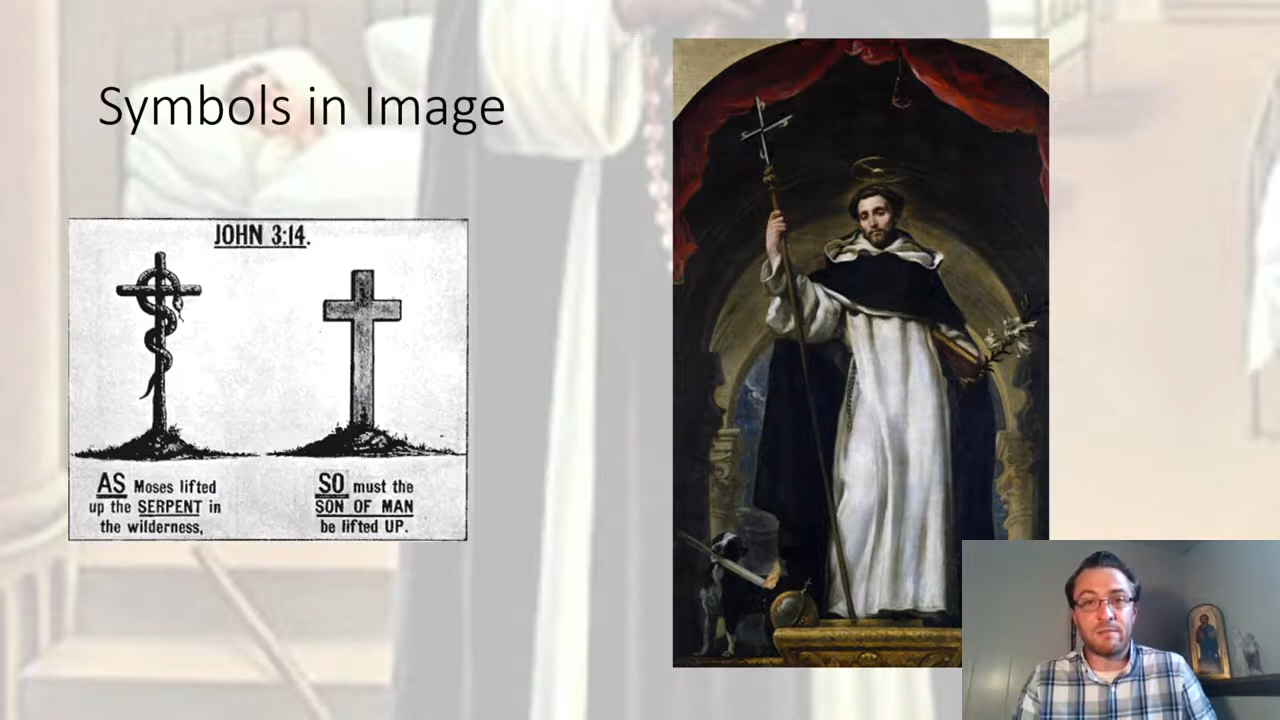 Symbols in Image
JOHN 3:14.
AS Moses lifted
up the SERPENT in
the wilderness,
SO must the
SON OF MAN
be lifted UP.